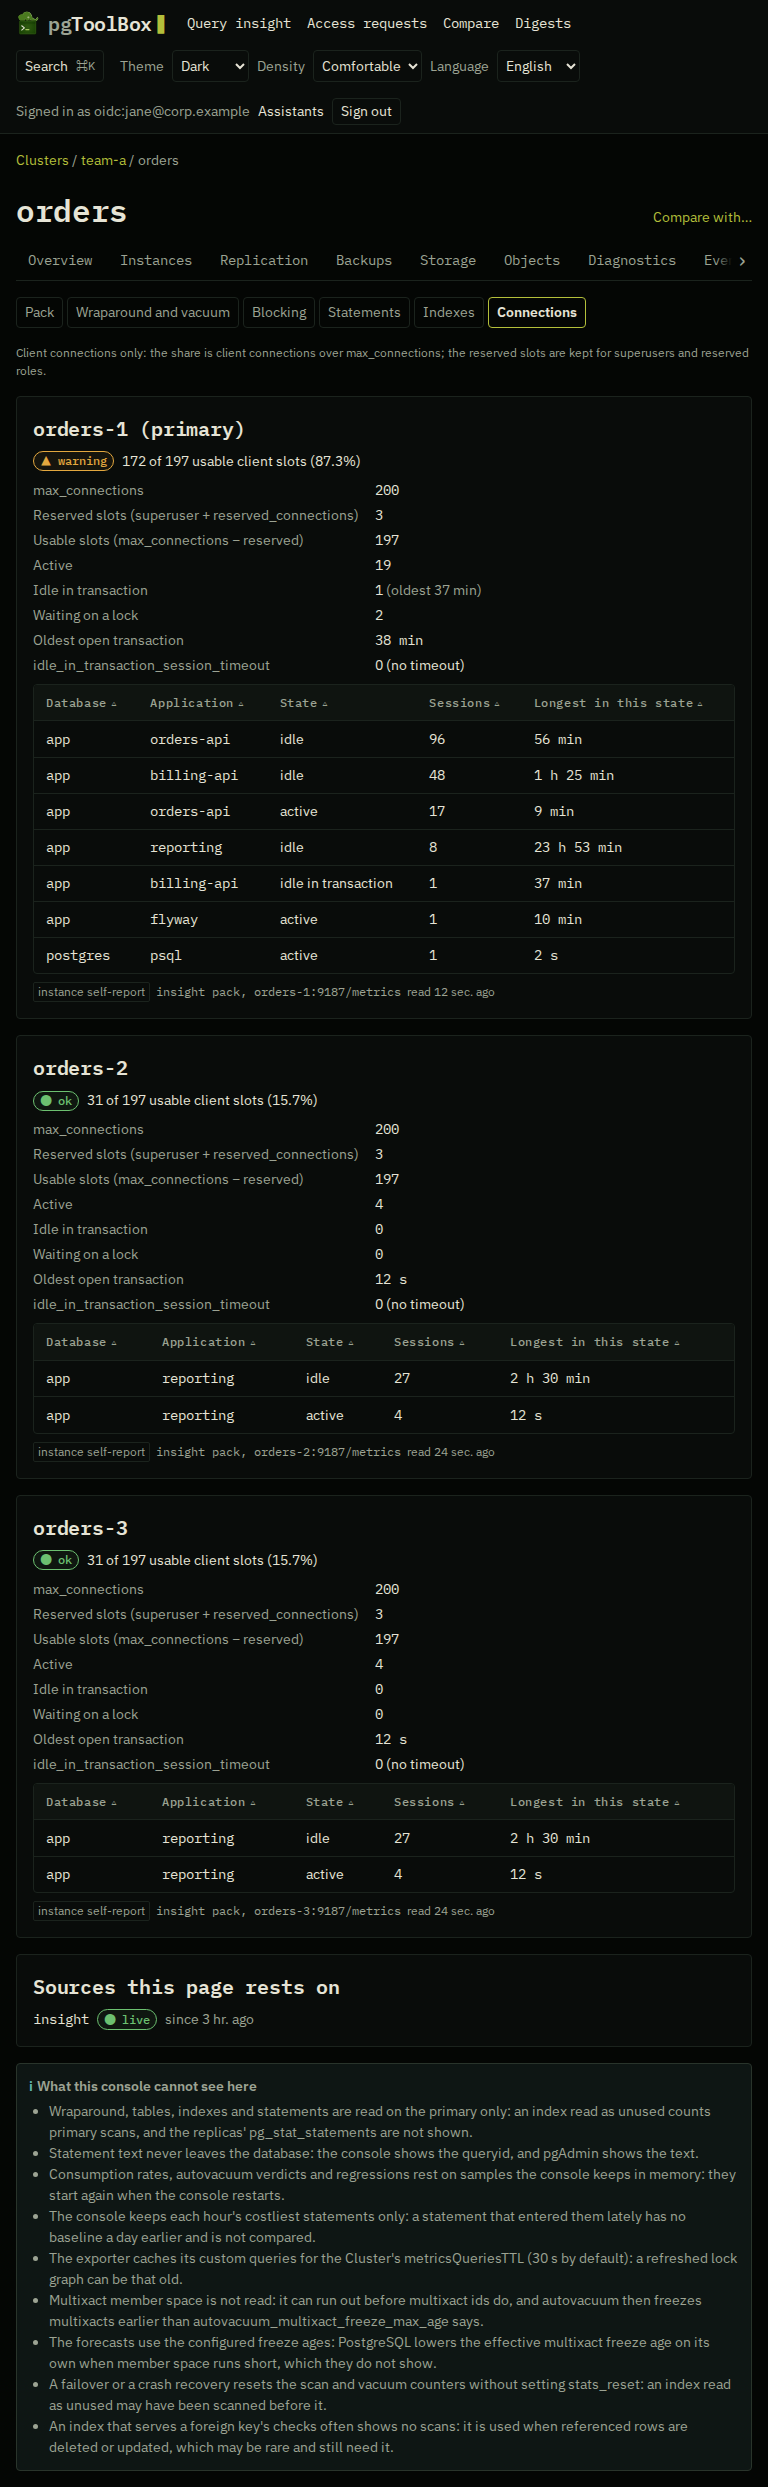 pgToolBox Query insight Access requests Compare Digests
Search ⌘K Theme Dark Density Comfortable Language English
Signed in as oidc:jane@corp.example Assistants Sign out
Clusters / team-a / orders
orders
Compare with...
Overview Instances Replication Backups Storage Objects Diagnostics
Pack Wraparound and vacuum Blocking Statements Indexes Connections
Client connections only: the share is client connections over max_connections; the reserved slots are kept for superusers and reserved
roles.
orders-1 (primary)
warning 172 of 197 usable client slots (87.3%)
max_connections 200
Reserved slots (superuser + reserved_connections) 3
Usable slots (max_connections – reserved) 197
Active 19
Idle in transaction 1 (oldest 37 min)
Waiting on a lock 2
Oldest open transaction 38 min
idle_in_transaction_session_timeout 0 (no timeout)
Database Application State Sessions Longest in this state
app orders-api idle 96 56 min
app billing-api idle 48 1 h 25 min
app orders-api active 17 9 min
app reporting idle 8 23 h 53 min
app billing-api idle in transaction 1 37 min
app flyway active 1 10 min
postgres psql active 1 2 s
instance self-report insight pack, orders-1:9187/metrics read 12 sec. ago
orders-2
ok 31 of 197 usable client slots (15.7%)
max_connections 200
Reserved slots (superuser + reserved_connections) 3
Usable slots (max_connections – reserved) 197
Active 4
Idle in transaction 0
Waiting on a lock 0
Oldest open transaction 12 s
idle_in_transaction_session_timeout 0 (no timeout)
Database Application State Sessions Longest in this state
app reporting idle 27 2 h 30 min
app reporting active 4 12 s
instance self-report insight pack, orders-2:9187/metrics read 24 sec. ago
orders-3
ok 31 of 197 usable client slots (15.7%)
max_connections 200
Reserved slots (superuser + reserved_connections) 3
Usable slots (max_connections – reserved) 197
Active 4
Idle in transaction 0
Waiting on a lock 0
Oldest open transaction 12 s
idle_in_transaction_session_timeout 0 (no timeout)
Database Application State Sessions Longest in this state
app reporting idle 27 2 h 30 min
app reporting active 4 12 s
instance self-report insight pack, orders-3:9187/metrics read 24 sec. ago
Sources this page rests on
insight live since 3 hr. ago
i What this console cannot see here
• Wraparound, tables, indexes and statements are read on the primary only: an index read as unused counts
primary scans, and the replicas' pg_stat_statements are not shown.
• Statement text never leaves the database: the console shows the queryid, and pgAdmin shows the text.
• Consumption rates, autovacuum verdicts and regressions rest on samples the console keeps in memory: they
start again when the console restarts.
• The console keeps each hour's costliest statements only: a statement that entered them lately has no
baseline a day earlier and is not compared.
• The exporter caches its custom queries for the Cluster's metricsQueriesTTL (30 s by default): a refreshed lock
graph can be that old.
• Multixact member space is not read: it can run out before multixact ids do, and autovacuum then freezes
multixacts earlier than autovacuum_multixact_freeze_max_age says.
• The forecasts use the configured freeze ages: PostgreSQL lowers the effective multixact freeze age on its
own when member space runs short, which they do not show.
• A failover or a crash recovery resets the scan and vacuum counters without setting stats_reset: an index read
as unused may have been scanned before it.
• An index that serves a foreign key's checks often shows no scans: it is used when referenced rows are
deleted or updated, which may be rare and still need it.